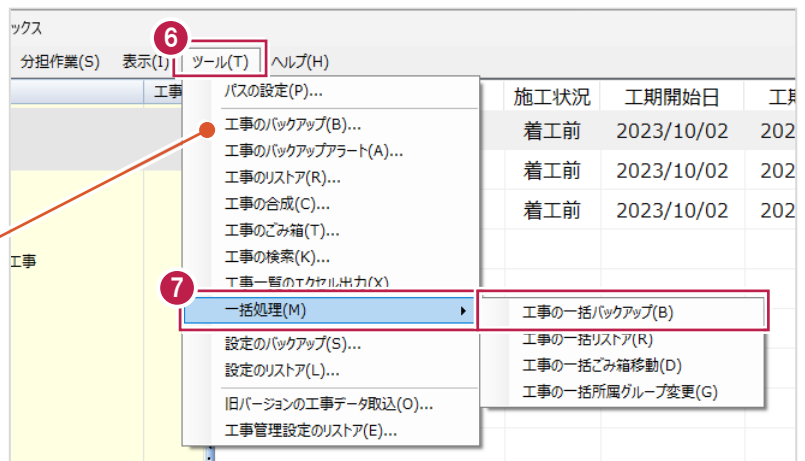 ックス
6
分担作業(S) 表示(I) ツール(T) ヘルプ(H)
工事 施工状況 工期開始日 工期
着工前 2023/10/02 202
着工前 2023/10/02 202
着工前 2023/10/02 202
工事
パスの設定(P)...
工事のバックアップ(B)...
工事のバックアップアラート(A)...
工事のリストア(R)...
工事の合成(C)...
工事のごみ箱(T)...
工事の検索(K)...
工事一覧のエクセル出力(X)
7
一括処理(M)
設定のバックアップ(S)...
設定のリストア(L)...
旧バージョンの工事データ取込(O)...
工事管理設定のリストア(E)...
工事の一括バックアップ(B)
工事の一括リストア(R)
工事の一括ごみ箱移動(D)
工事の一括所属グループ変更(G)